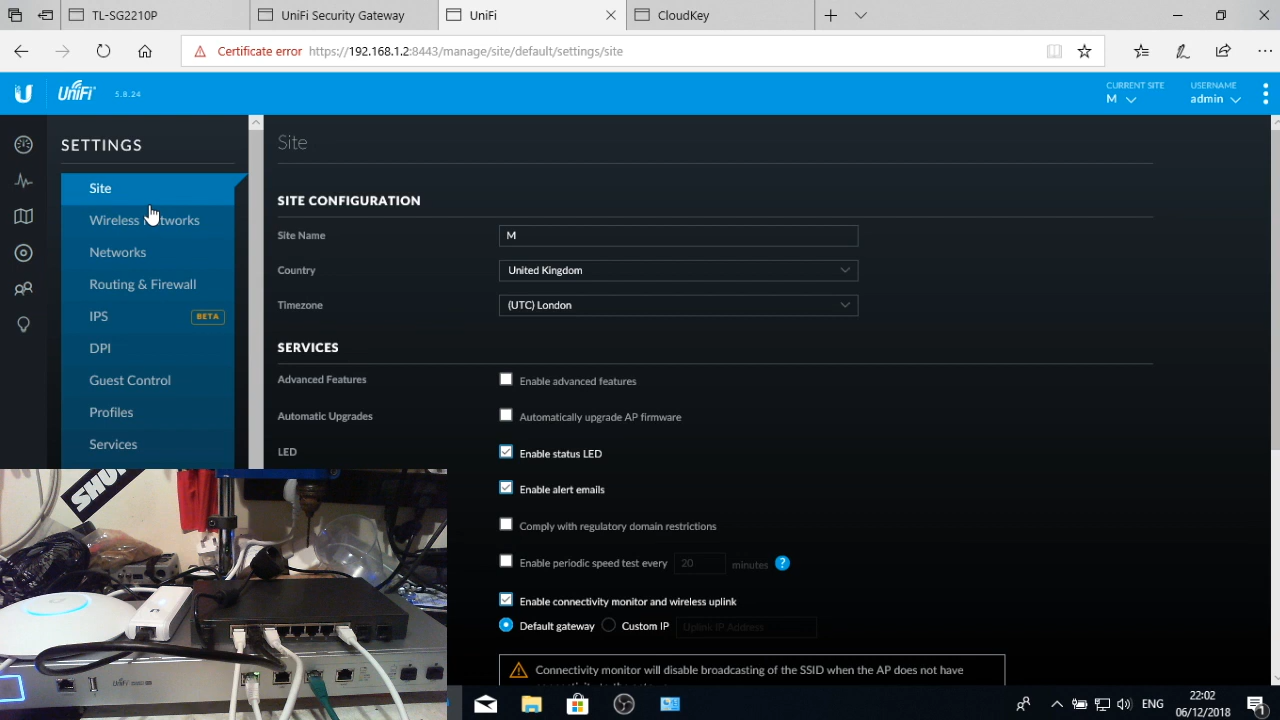 TL-SG2210P
UniFi Security Gateway
UniFi
CloudKey
Certificate error https://192.168.1.2:8443/manage/site/default/settings/site
UniFi 5.8.24
CURRENT SITE
M
USERNAME
admin
SETTINGS
Site
Wireless
Networks
Routing & Firewall
IPS BETA
DPI
Guest Control
Profiles
Services
Site
SITE CONFIGURATION
Site Name M
Country United Kingdom
Timezone (UTC) London
SERVICES
Advanced Features Enable advanced features
Automatic Upgrades Automatically upgrade AP firmware
LED Enable status LED
Enable alert emails
Comply with regulatory domain restrictions
Enable periodic speed test every 20 minutes ?
Enable connectivity monitor and wireless uplink
Default gateway Custom IP Uplink IP Address
Connectivity monitor will disable broadcasting of the SSID when the AP does not have
UniFi
ENG
22:02
06/12/2018
1